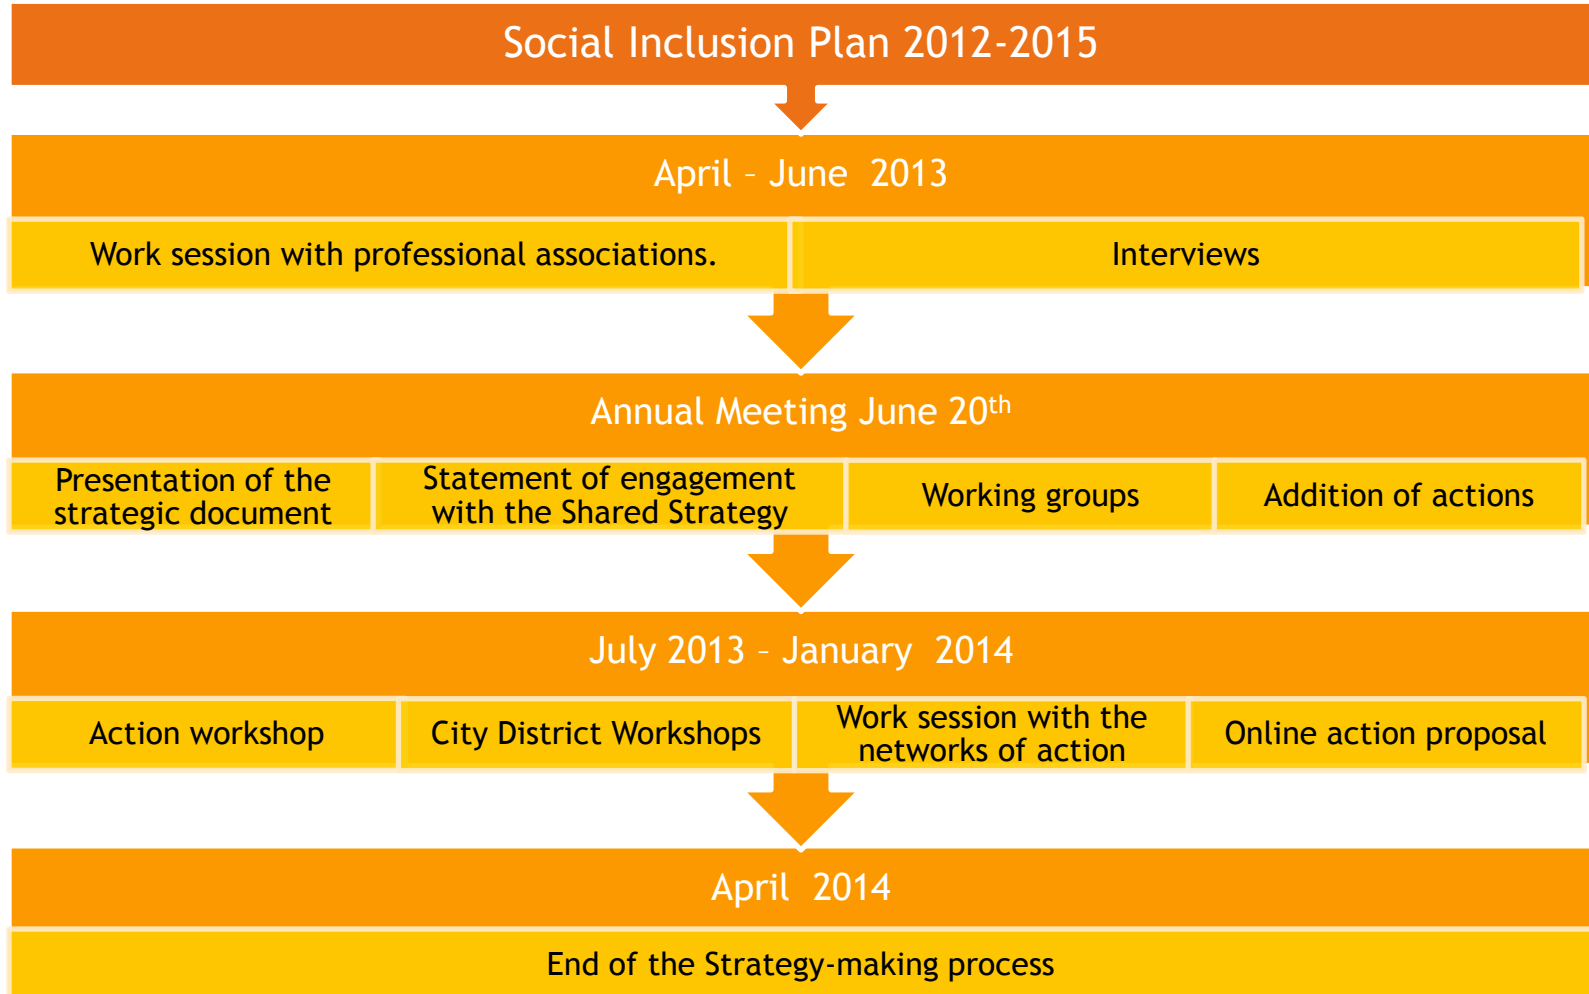 Social Inclusion Plan 2012-2015
April – June 2013
Work session with professional associations.
Interviews
Annual Meeting June 20th
Presentation of the
strategic document
Statement of engagement
with the Shared Strategy
Working groups
Addition of actions
July 2013 – January 2014
Action workshop
City District Workshops
Work session with the
networks of action
Online action proposal
April 2014
End of the Strategy-making process